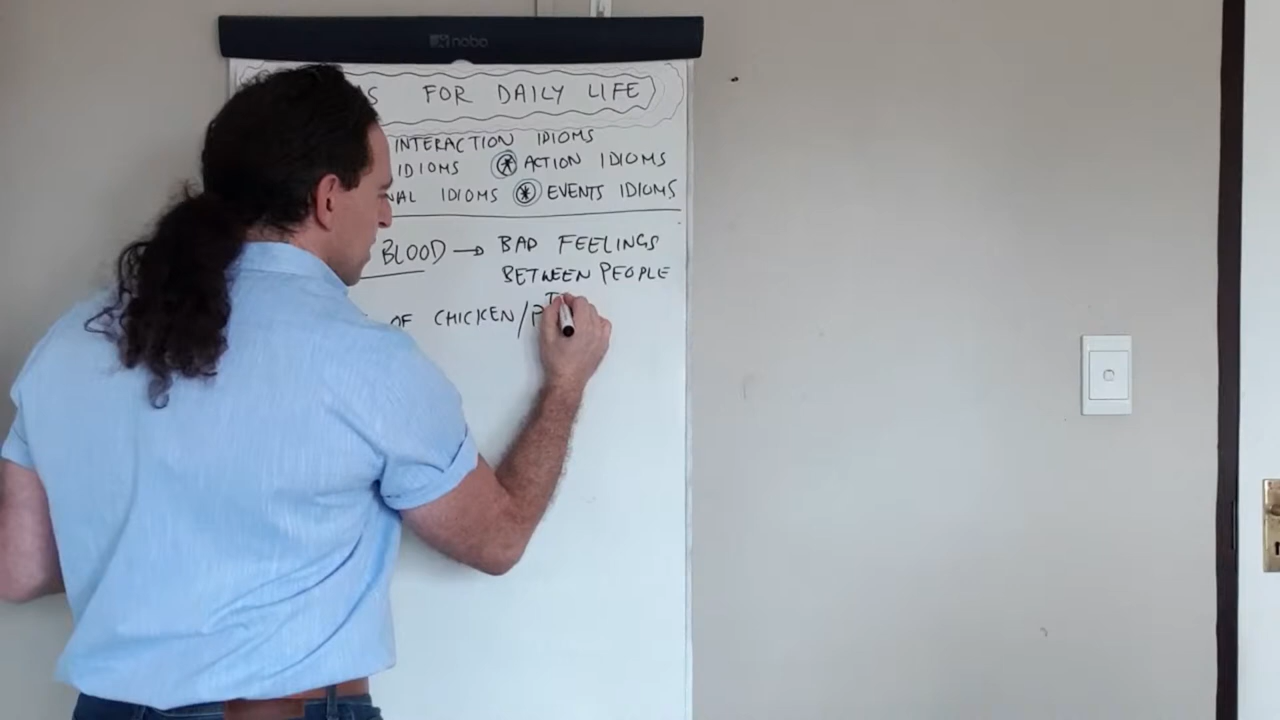 nobo
FOR DAILY LIFE
INTERACTION IDIOMS
IDIOMS ACTION IDIOMS
IDIOMS EVENTS IDIOMS
BLOOD → BAD FEELINGS
BETWEEN PEOPLE
OF CHICKEN/